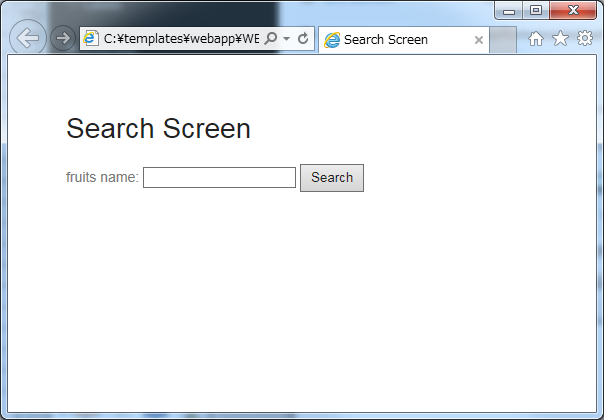 C:¥templates¥webapp¥WE
Search Screen
Search Screen
fruits name:
Search